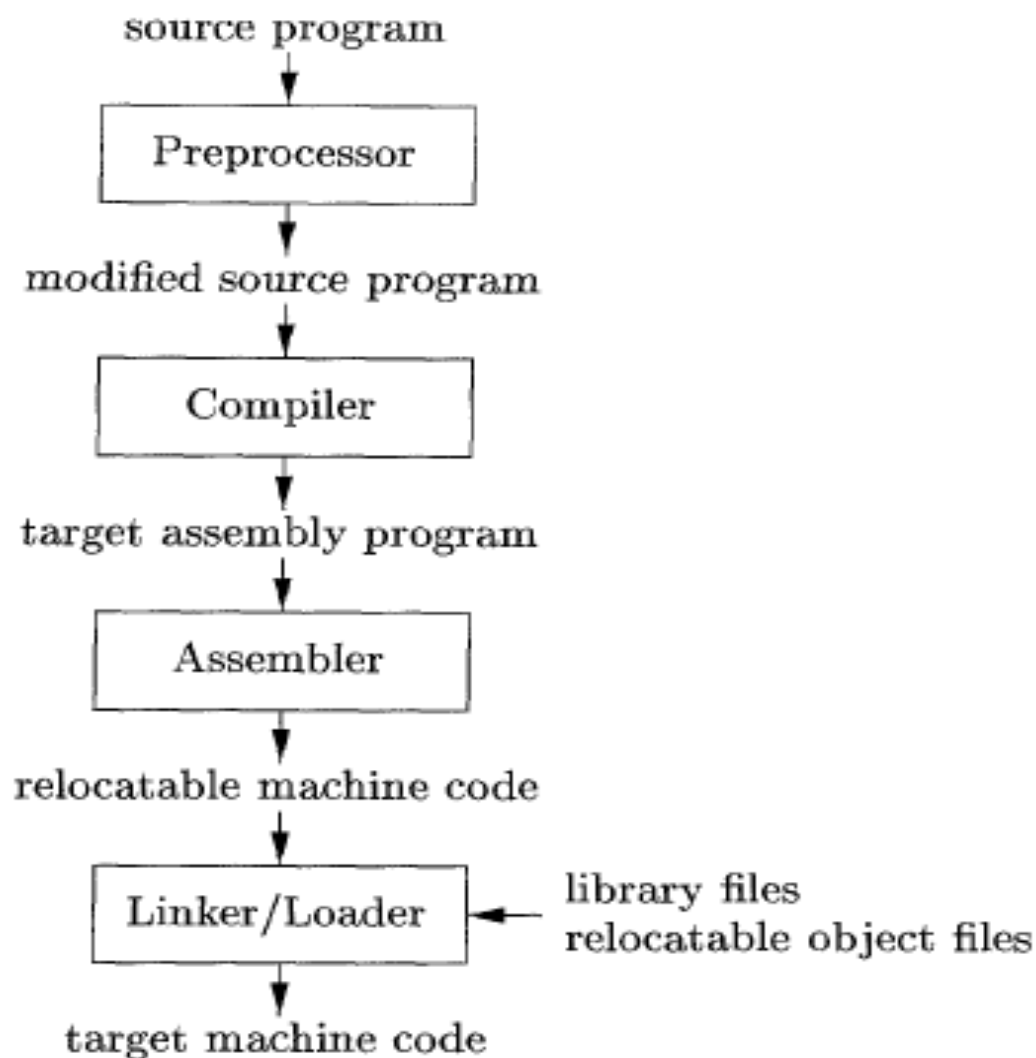 source program
Preprocessor
modified source program
Compiler
target assembly program
Assembler
relocatable machine code
Linker/Loader
library files
relocatable object files
target machine code